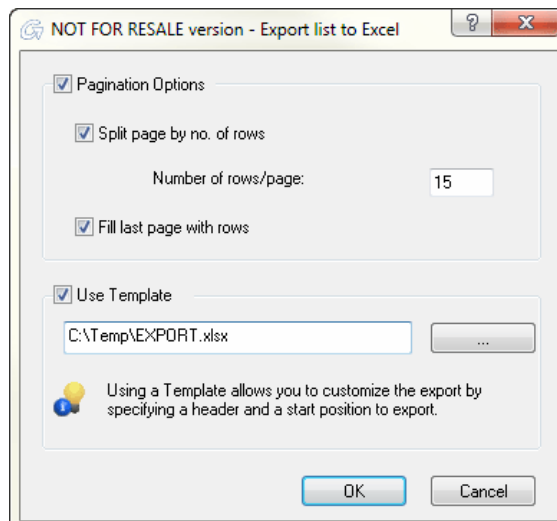 NOT FOR RESALE version - Export list to Excel
Pagination Options
Split page by no. of rows
Number of rows/page: 15
Fill last page with rows
Use Template
C:\Temp\EXPORT.xlsx
...
Using a Template allows you to customize the export by
specifying a header and a start position to export.
OK Cancel